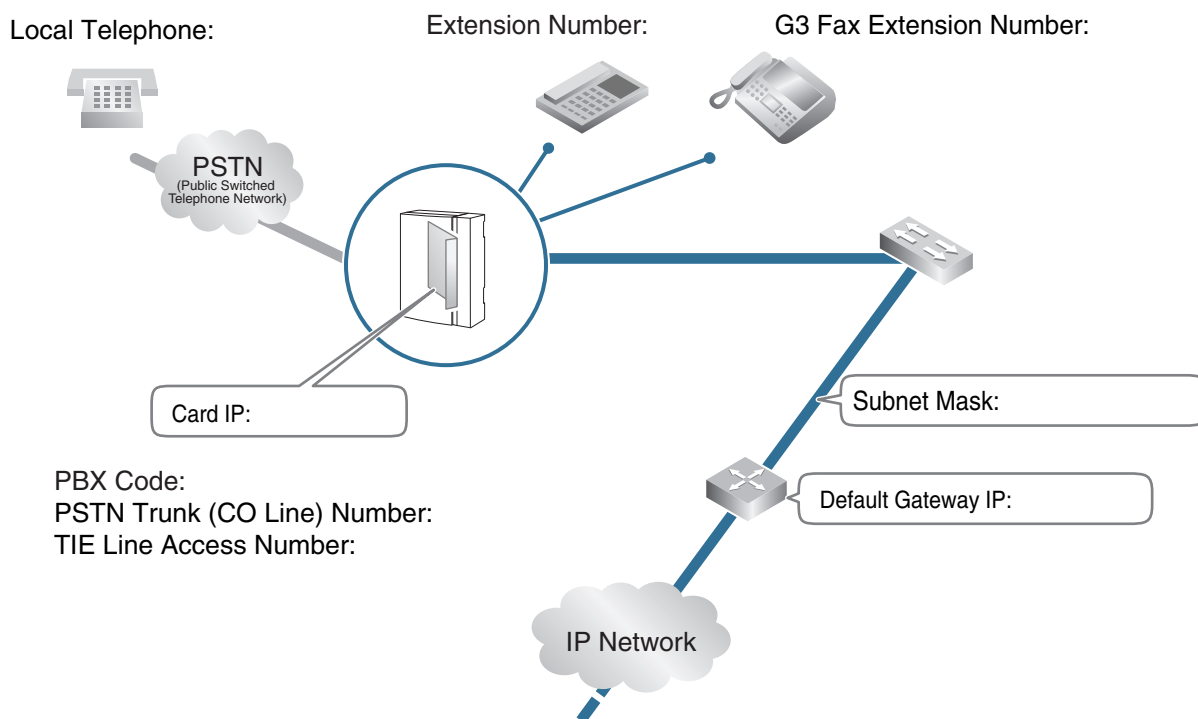 Local Telephone:
Extension Number:
G3 Fax Extension Number:
PSTN
(Public Switched
Telephone Network)
Card IP:
Subnet Mask:
PBX Code:
PSTN Trunk (CO Line) Number:
TIE Line Access Number:
Default Gateway IP:
IP Network